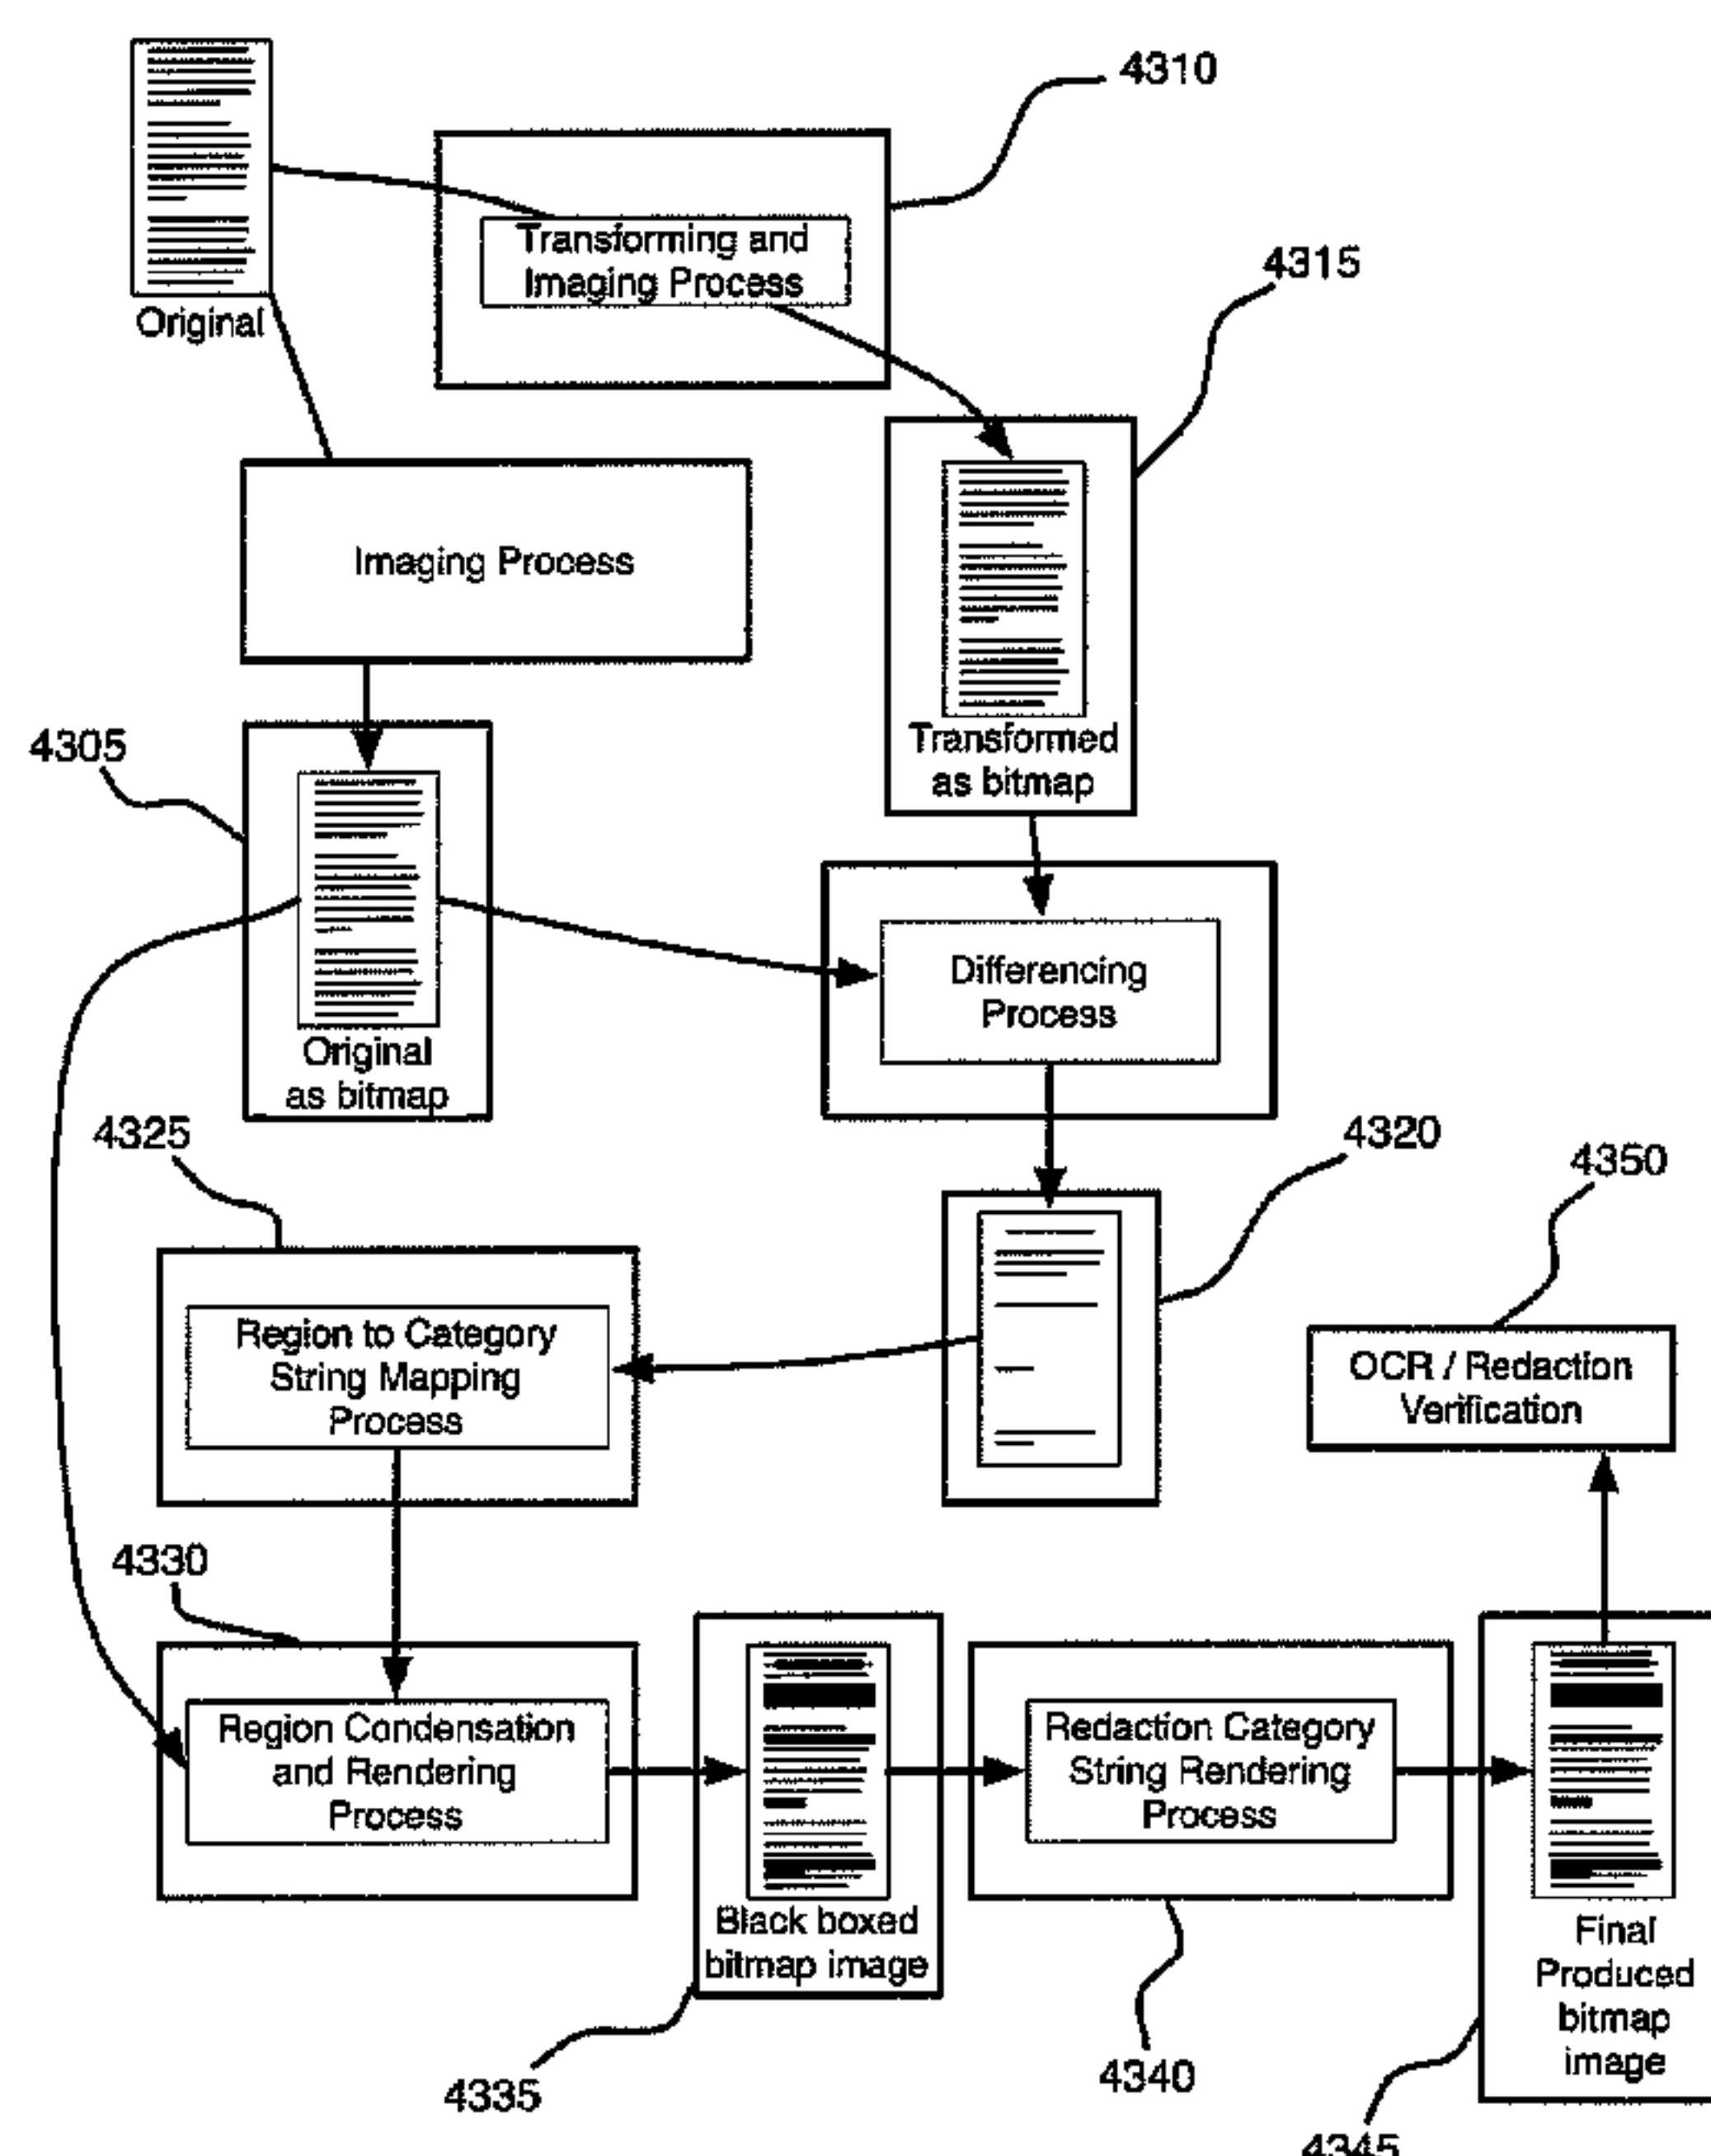 4310
Transforming and
Imaging Process
Original
4315
Imaging Process
4305
Transformed
as bitmap
Differencing
Process
Original
as bitmap
4325
4320
4350
Region to Category
String Mapping
Process
OCR / Redaction
Verification
4330
Region Condensation
and Rendering
Process
Redaction Category
String Rendering
Process
Black boxed
bitmap image
Final
Produced
bitmap
image
4335
4340
4345